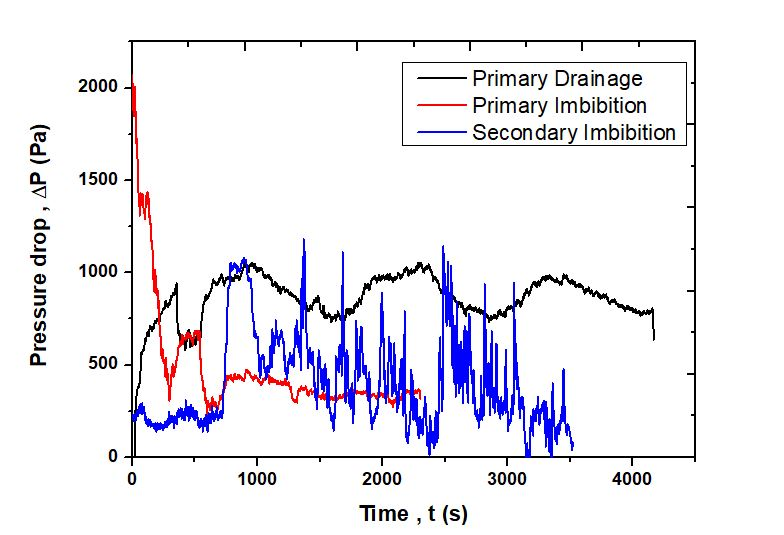 Primary Drainage
Primary Imbibition
Secondary Imbibition
2000
1500
1000
500
0
Pressure drop , ΔP (Pa)
0 1000 2000 3000 4000
Time , t (s)